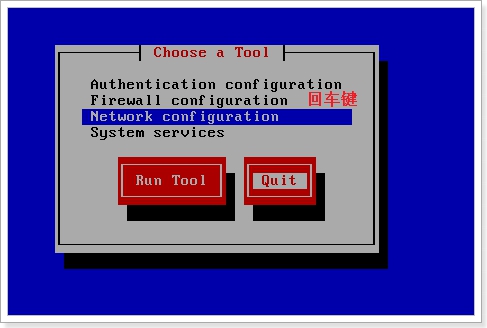 Choose a Tool
Authentication configuration
Firewall configuration 回车键
Network configuration
System services
Run Tool Quit